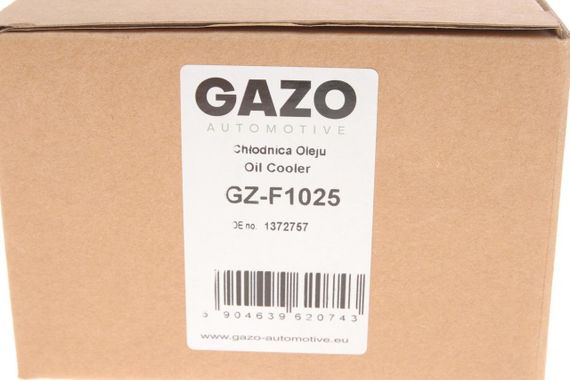 GAZO
AUTOMOTIVE
Chłodnica Oleju
Oil Cooler
GZ-F1025
OE no. 1372757
5 904639 620743
www.gazo-automotive.eu